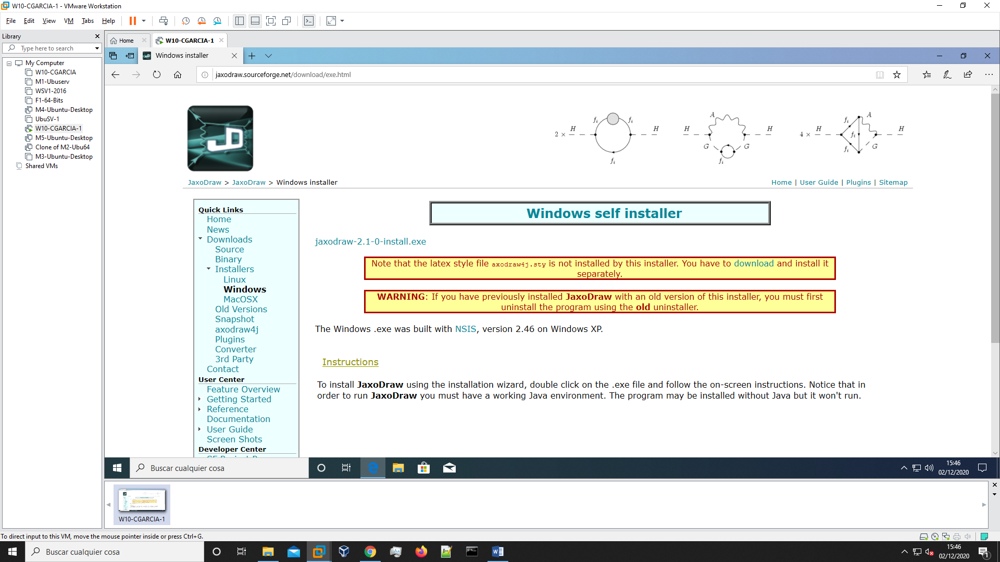 W10-CGARCIA-1 - VMware Workstation
File Edit View VM Tabs Help
Library
Type here to search
My Computer
W10-CGARCIA
M1-Ubuserv
WSV1-2016
F1-64-Bits
M4-Ubuntu-Desktop
UbuSV-1
W10-CGARCIA-1
M5-Ubuntu-Desktop
Clone of M2-Ubu64
M3-Ubuntu-Desktop
Shared VMs
Home W10-CGARCIA-1
Windows installer
jaxodraw.sourceforge.net/download/exe.html
JD
2 × H fi fi H fi
H A H G G fi
4 × H fi A fi H fi G
JaxoDraw > JaxoDraw > Windows installer
Home | User Guide | Plugins | Sitemap
Quick Links
Home
News
Downloads
Source
Binary
Installers
Linux
Windows
MacOSX
Old Versions
Snapshot
axodraw4j
Plugins
Converter
3rd Party
Contact
User Center
Feature Overview
Getting Started
Reference
Documentation
User Guide
Screen Shots
Developer Center
Windows self installer
jaxodraw-2.1-0-install.exe
Note that the latex style file axodraw4j.sty is not installed by this installer. You have to download and install it
separately.
WARNING: If you have previously installed JaxoDraw with an old version of this installer, you must first
uninstall the program using the old uninstaller.
The Windows .exe was built with NSIS, version 2.46 on Windows XP.
Instructions
To install JaxoDraw using the installation wizard, double click on the .exe file and follow the on-screen instructions. Notice that in
order to run JaxoDraw you must have a working Java environment. The program may be installed without Java but it won't run.
Buscar cualquier cosa
15:46
02/12/2020
W10-CGARCIA-1
To direct input to this VM, move the mouse pointer inside or press Ctrl+G.
Buscar cualquier cosa
15:46
02/12/2020
1